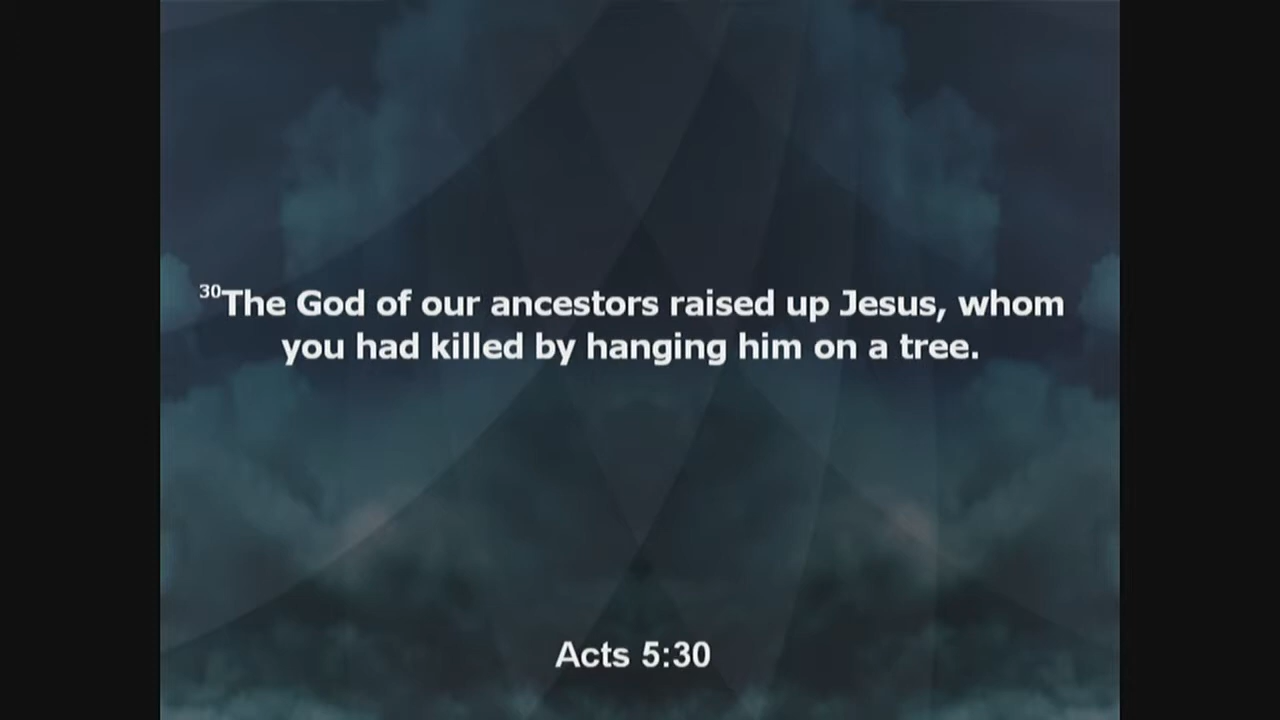 30The God of our ancestors raised up Jesus, whom
you had killed by hanging him on a tree.
Acts 5:30